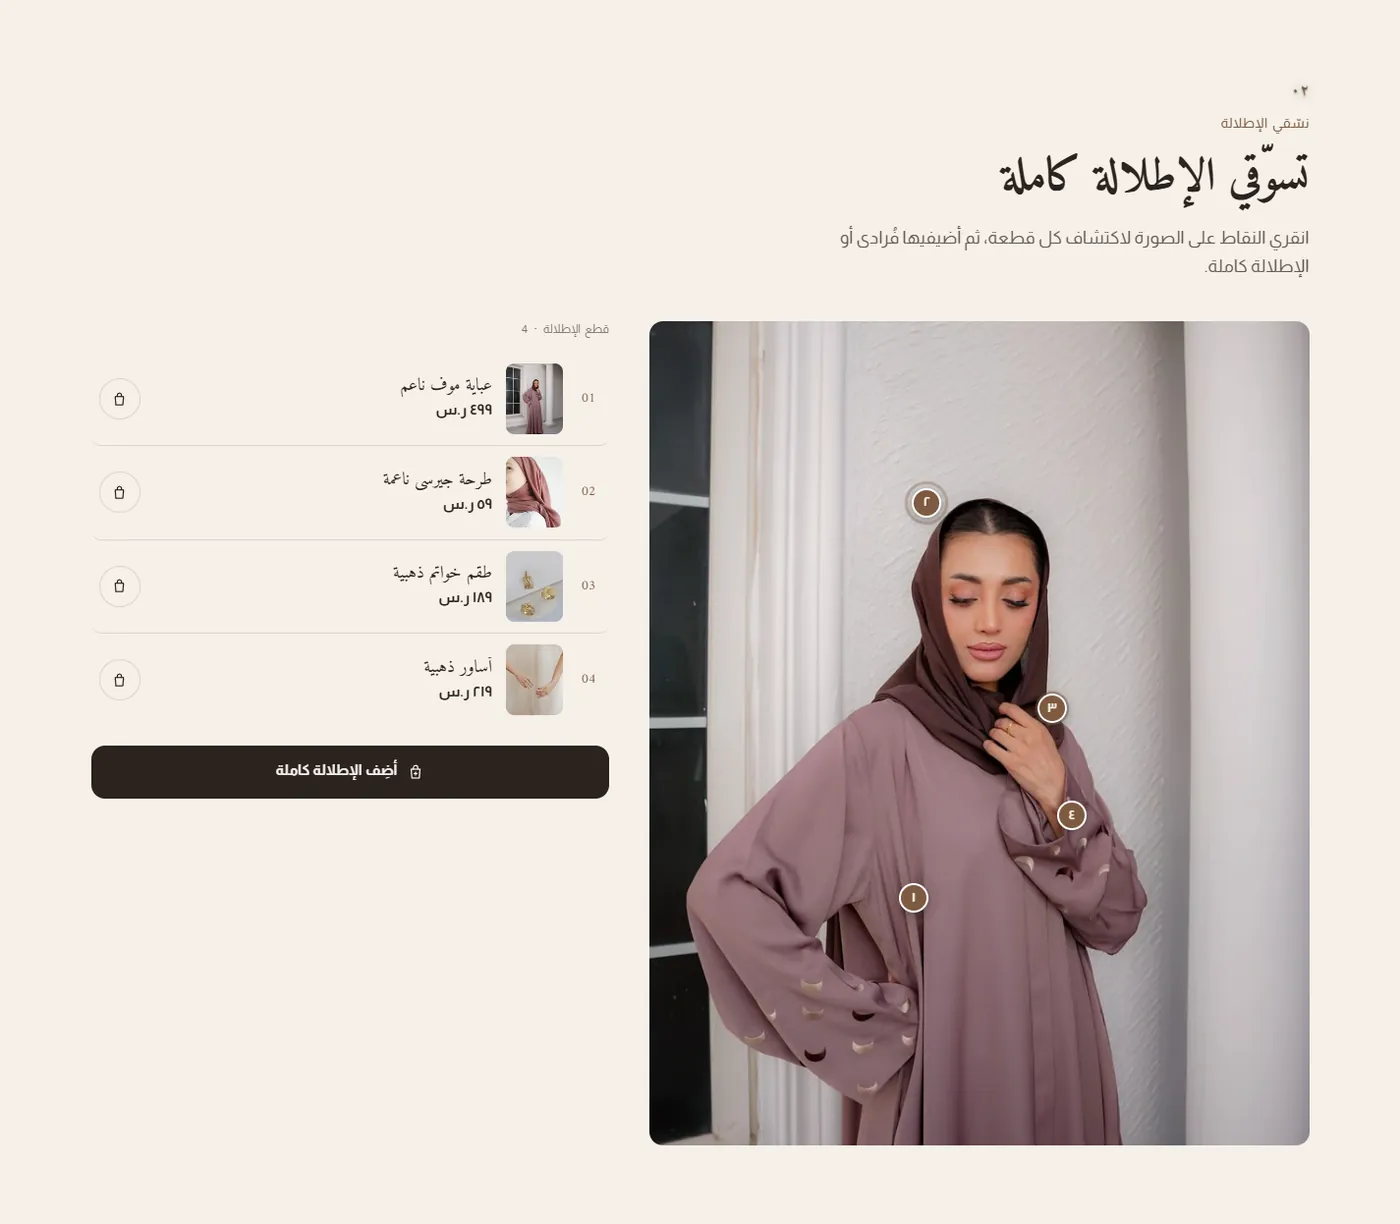 ٠٢
نسّقي الإطلالة
تسوّقي الإطلالة كاملة
انقري النقاط على الصورة لاكتشاف كل قطعة، ثم أضيفيها فُرادى أو
الإطلالة كاملة.
٢
٣
٤
١
قطع الإطلالة · 4
01
عباية موف ناعم
٤٩٩ ر.س
02
طرحة جيرسي ناعمة
٥٩ ر.س
03
طقم خواتم ذهبية
١٨٩ ر.س
04
أساور ذهبية
٢١٩ ر.س
أضِف الإطلالة كاملة